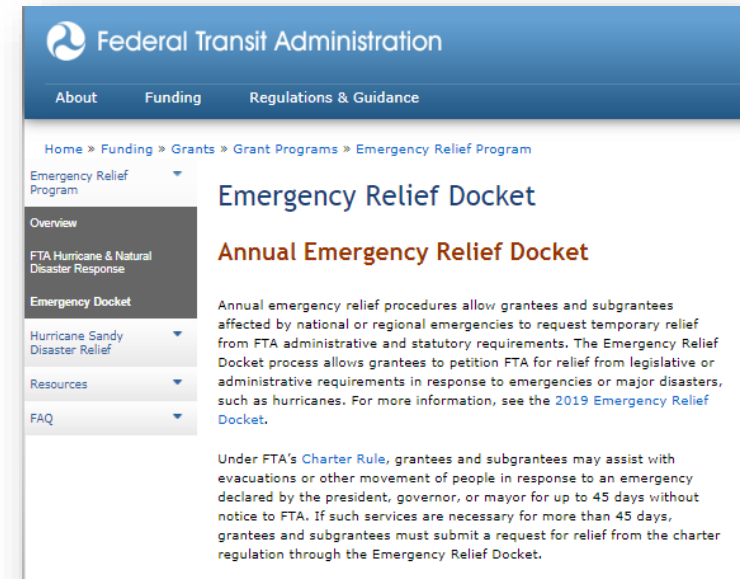 Federal Transit Administration
About Funding Regulations & Guidance
Home » Funding » Grants » Grant Programs » Emergency Relief Program
Emergency Relief
Program
Overview
FTA Hurricane & Natural
Disaster Response
Emergency Docket
Hurricane Sandy
Disaster Relief
Resources
FAQ
Emergency Relief Docket
Annual Emergency Relief Docket
Annual emergency relief procedures allow grantees and subgrantees
affected by national or regional emergencies to request temporary relief
from FTA administrative and statutory requirements. The Emergency Relief
Docket process allows grantees to petition FTA for relief from legislative or
administrative requirements in response to emergencies or major disasters,
such as hurricanes. For more information, see the 2019 Emergency Relief
Docket.
Under FTA's Charter Rule, grantees and subgrantees may assist with
evacuations or other movement of people in response to an emergency
declared by the president, governor, or mayor for up to 45 days without
notice to FTA. If such services are necessary for more than 45 days,
grantees and subgrantees must submit a request for relief from the charter
regulation through the Emergency Relief Docket.